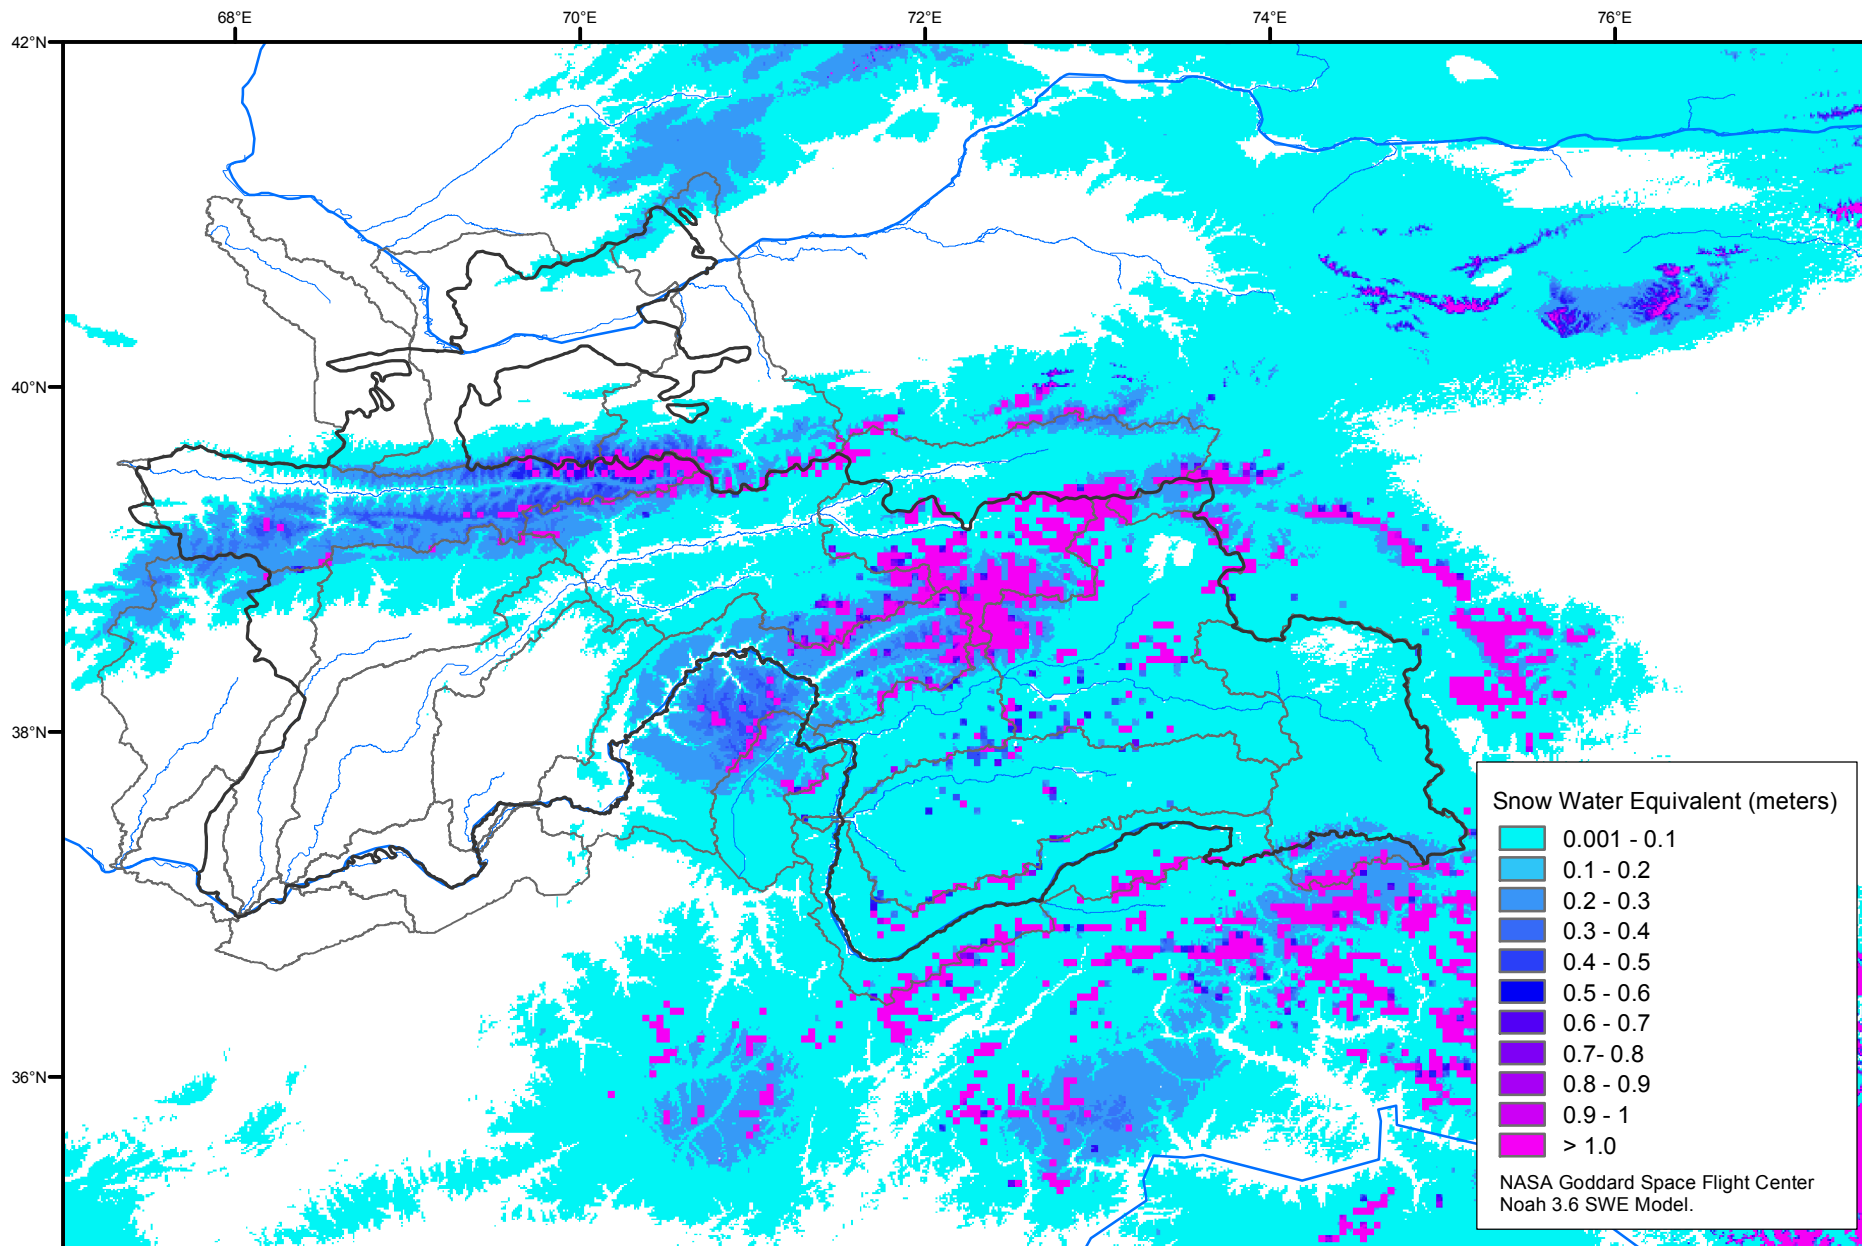 68°E
70°E
72°E
74°E
76°E
42°N
40°N
38°N
36°N
Snow Water Equivalent (meters)
0.001 - 0.1
0.1 - 0.2
0.2 - 0.3
0.3 - 0.4
0.4 - 0.5
0.5 - 0.6
0.6 - 0.7
0.7- 0.8
0.8 - 0.9
0.9 - 1
> 1.0
NASA Goddard Space Flight Center
Noah 3.6 SWE Model.